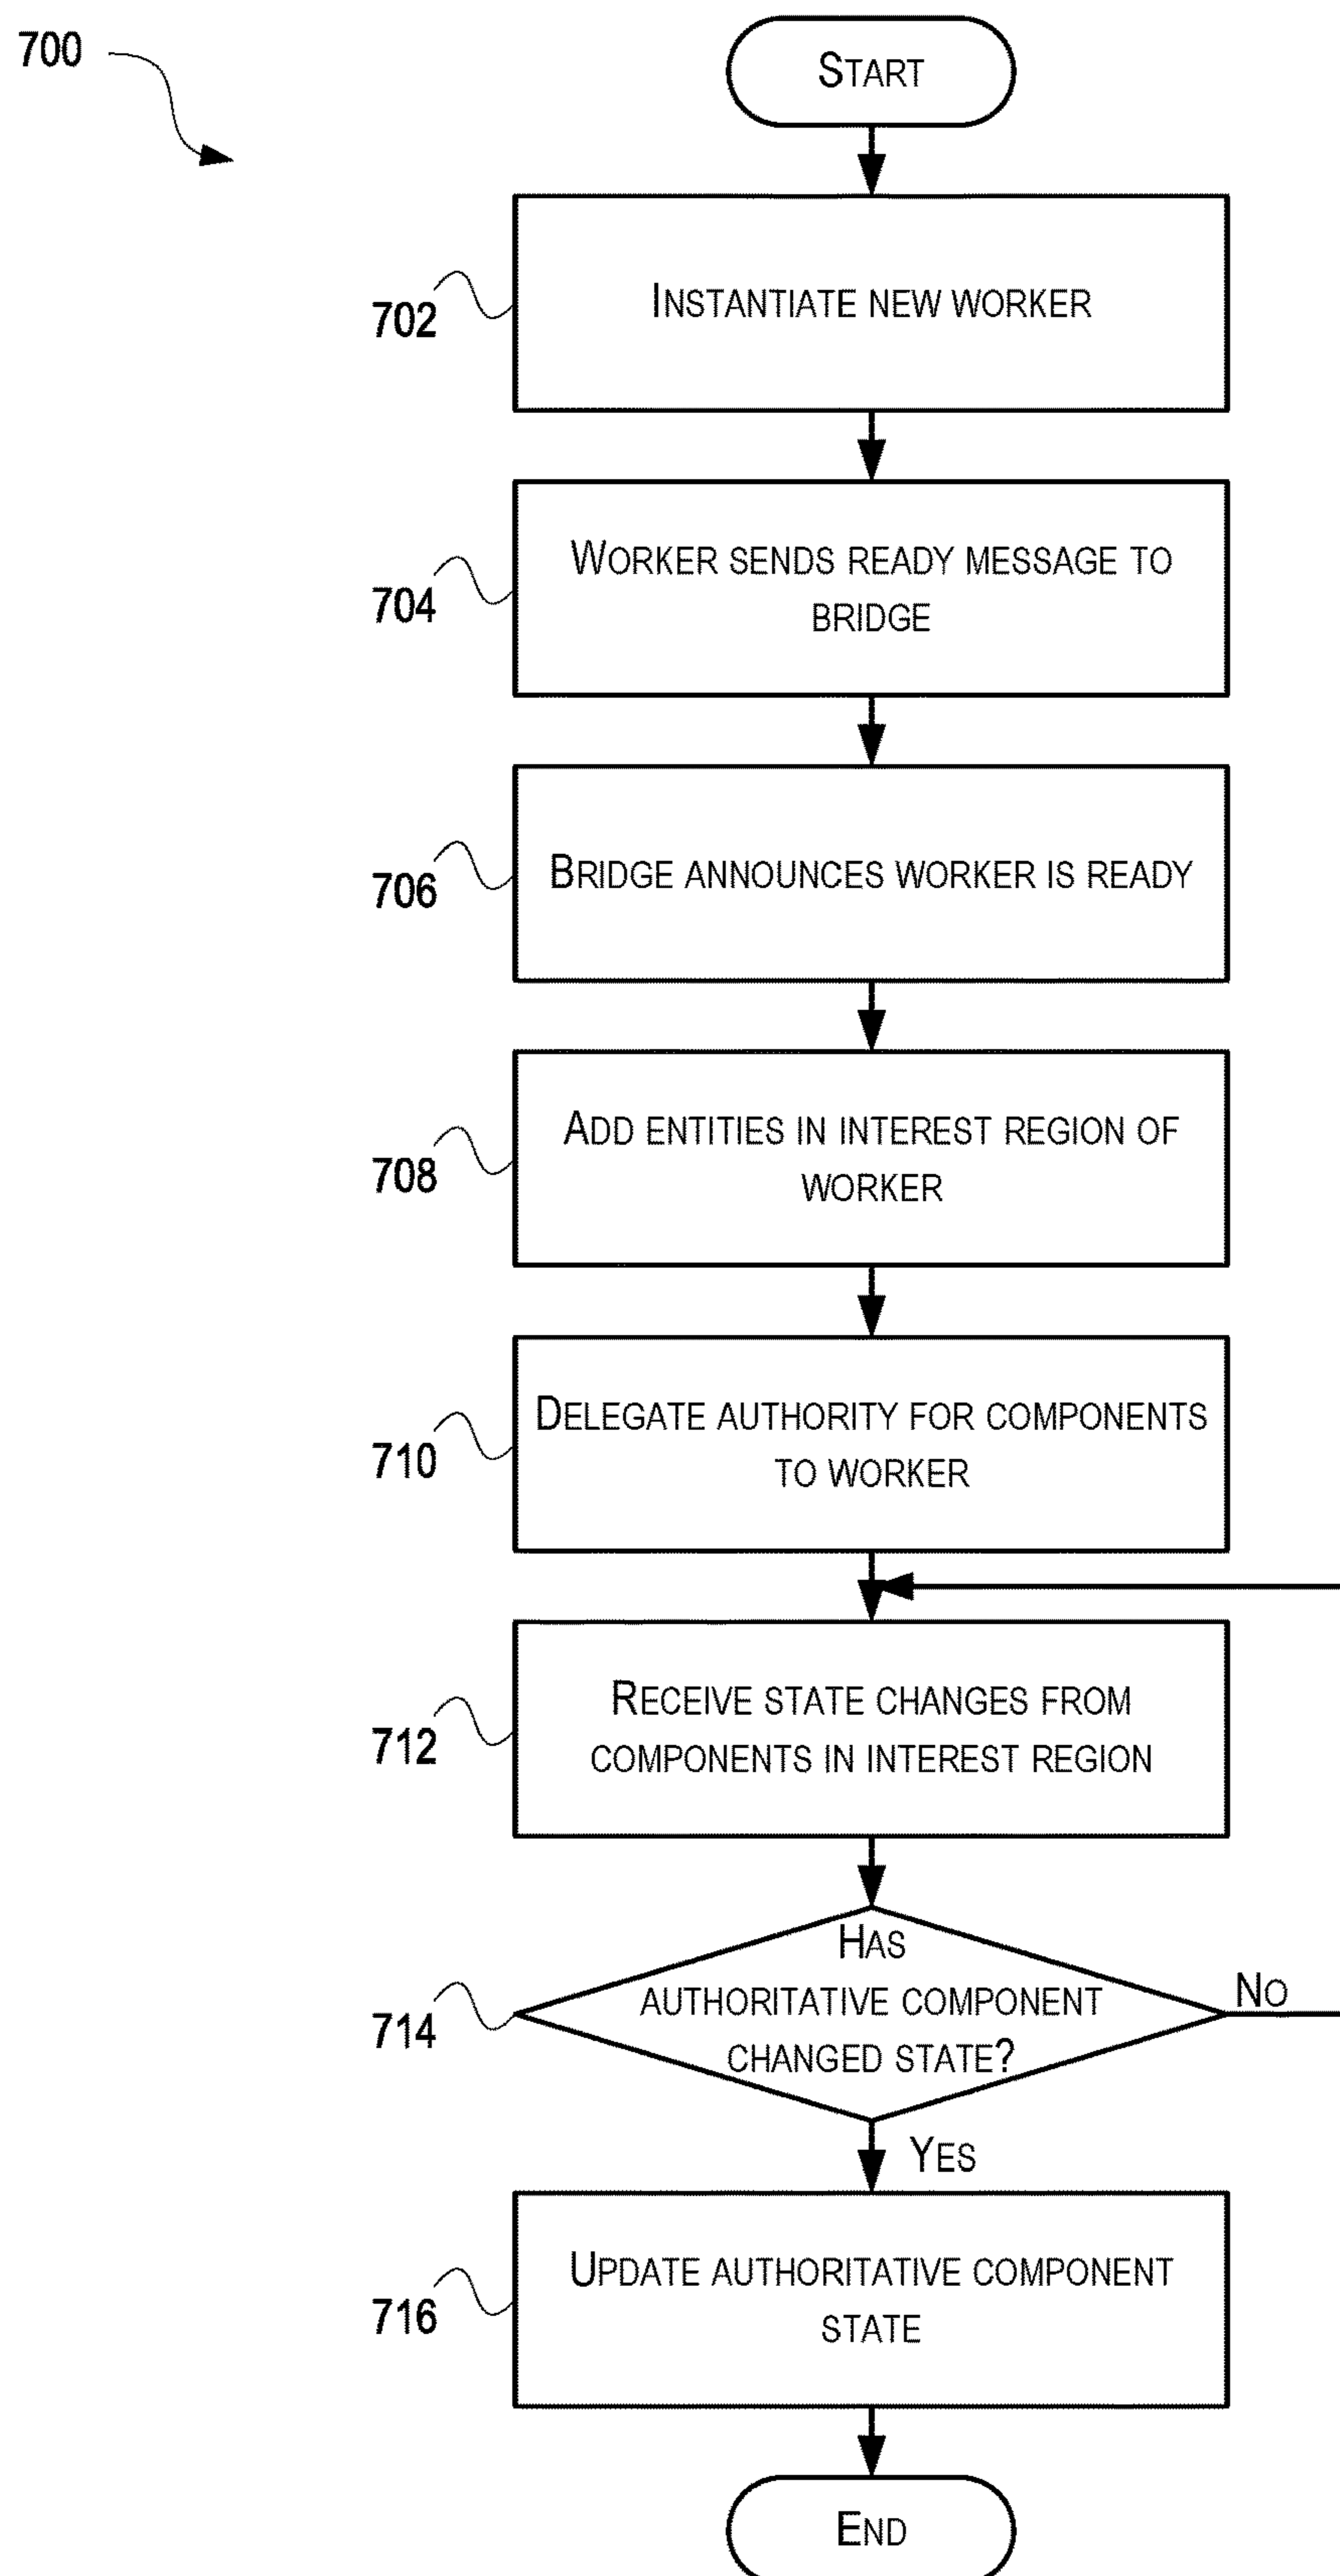 700
START
702
INSTANTIATE NEW WORKER
704
WORKER SENDS READY MESSAGE TO
BRIDGE
706
BRIDGE ANNOUNCES WORKER IS READY
708
ADD ENTITIES IN INTEREST REGION OF
WORKER
710
DELEGATE AUTHORITY FOR COMPONENTS
TO WORKER
712
RECEIVE STATE CHANGES FROM
COMPONENTS IN INTEREST REGION
714
HAS
AUTHORITATIVE COMPONENT
CHANGED STATE?
NO
YES
716
UPDATE AUTHORITATIVE COMPONENT
STATE
END